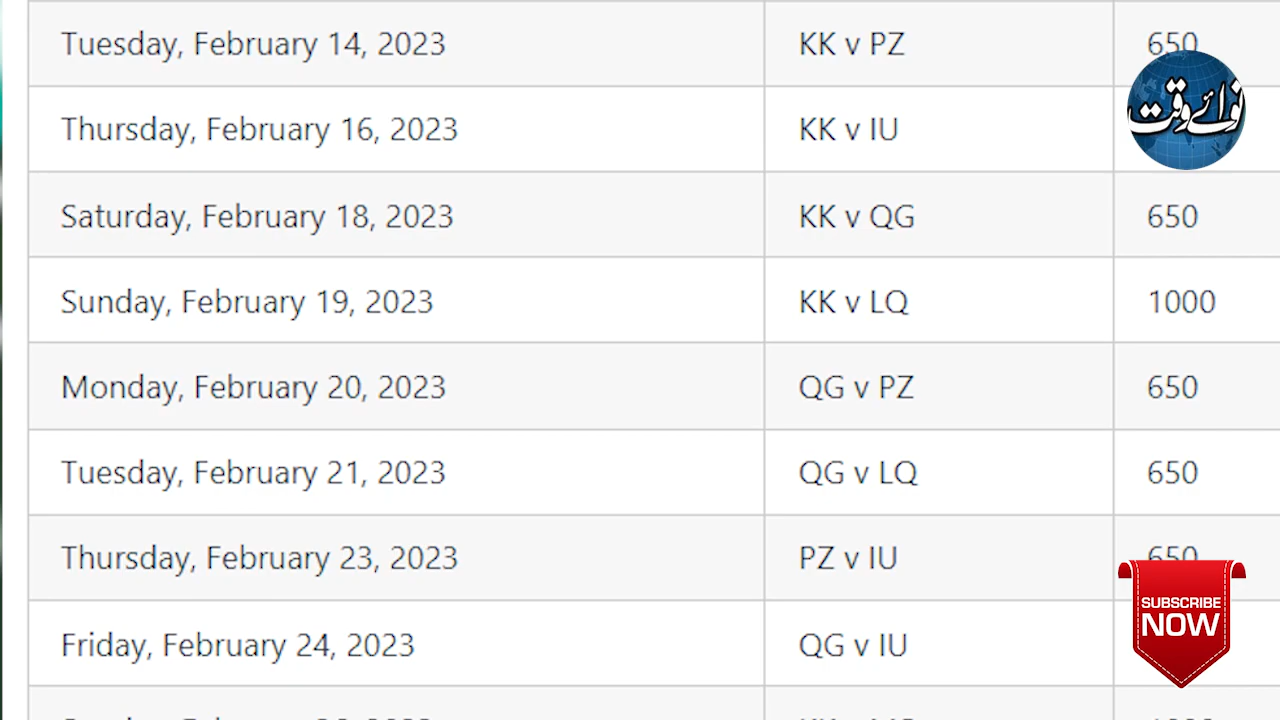 Tuesday, February 14, 2023 KK v PZ 650
نوائے وقت
Thursday, February 16, 2023 KK v IU
Saturday, February 18, 2023 KK v QG 650
Sunday, February 19, 2023 KK v LQ 1000
Monday, February 20, 2023 QG v PZ 650
Tuesday, February 21, 2023 QG v LQ 650
Thursday, February 23, 2023 PZ v IU 650
SUBSCRIBE
NOW
Friday, February 24, 2023 QG v IU